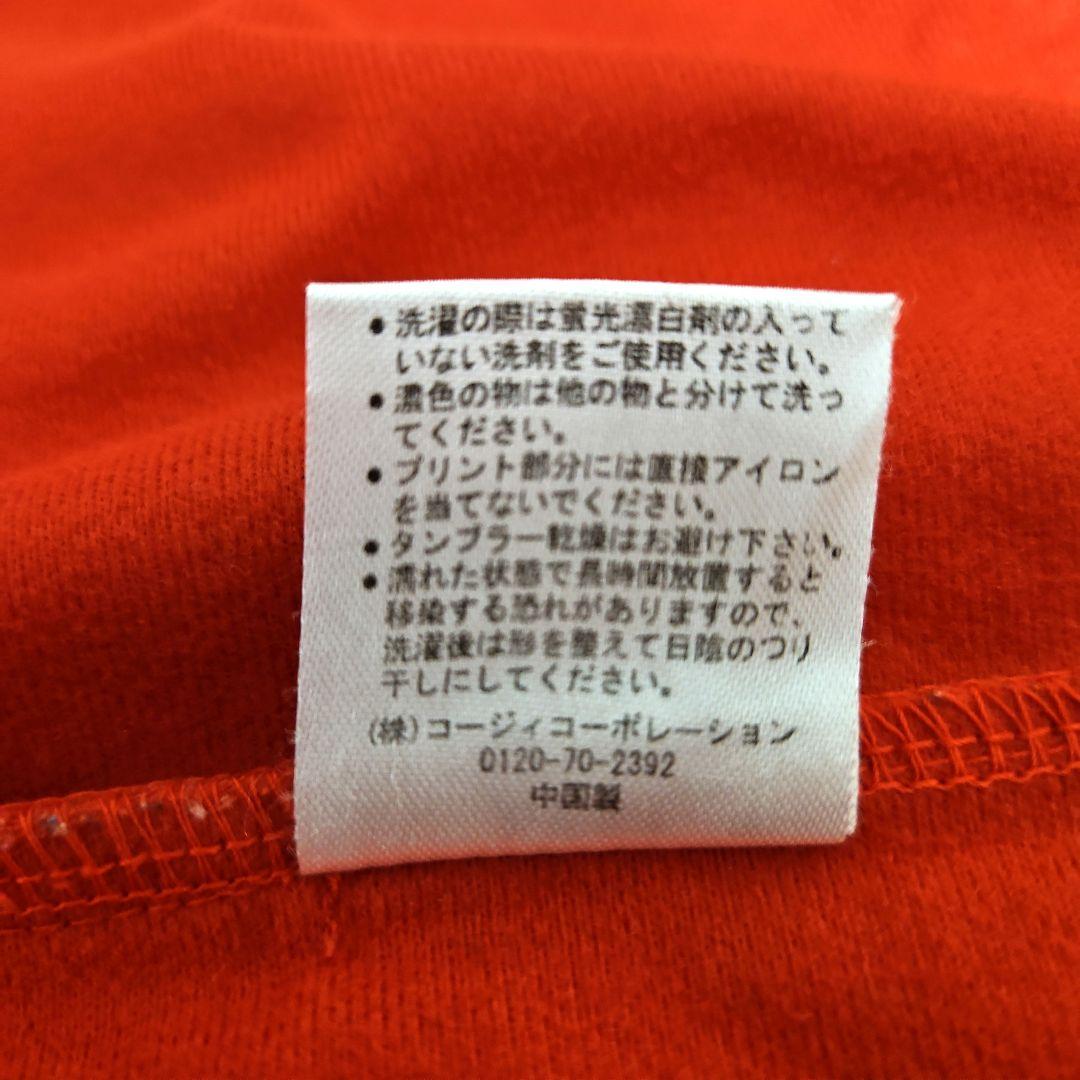 • 洗濯の際は蛍光漂白剤の入って
いない洗剤をご使用ください。
• 濃色の物は他の物と分けて洗っ
てください。
• プリント部分には直接アイロン
を当てないでください。
• タンブラー乾燥はお避け下さい。
• 濡れた状態で長時間放置すると
移染する恐れがありますので、
洗濯後は形を整えて日陰のつり
干しにしてください。
(株)コージィコーポレーション
0120-70-2392
中国製